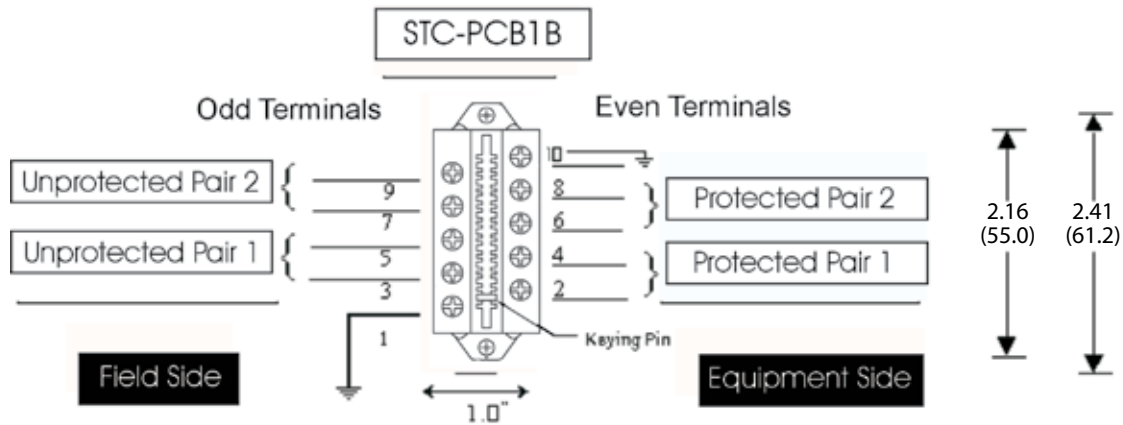 STC-PCB1B
Odd Terminals
Even Terminals
10
Unprotected Pair 2 {
9
8
} Protected Pair 2
7
6
Unprotected Pair 1 {
5
4
} Protected Pair 1
3
2
1
Keying Pin
Field Side
Equipment Side
1.0"
2.16
(55.0)
2.41
(61.2)